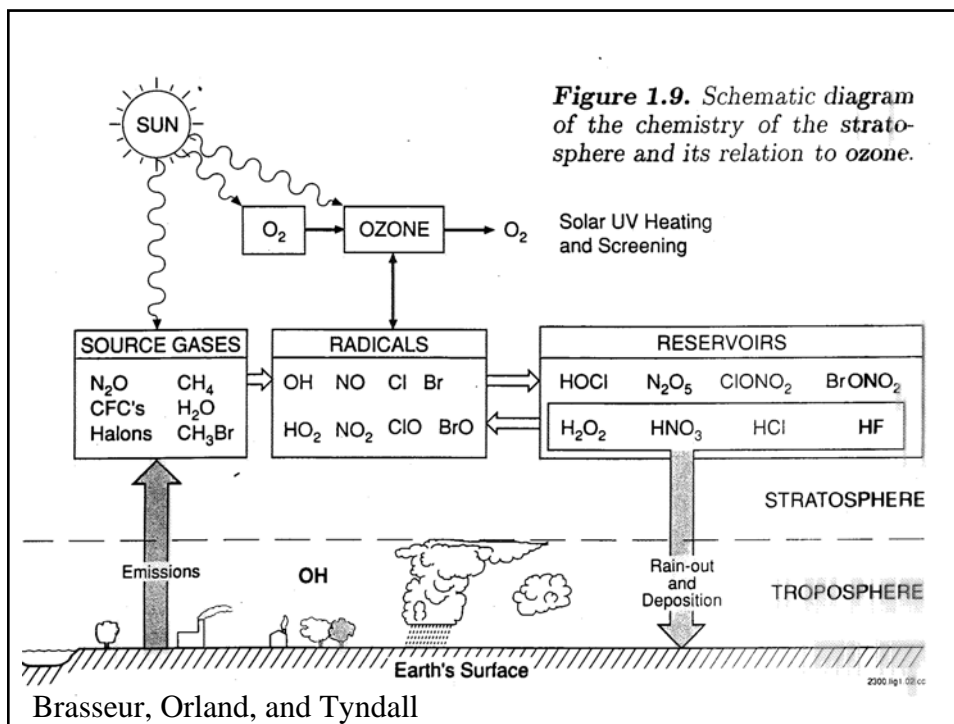 Figure 1.9. Schematic diagram
of the chemistry of the strato-
sphere and its relation to ozone.
SUN
O₂
OZONE
O₂
Solar UV Heating
and Screening
SOURCE GASES
N₂O CH₄
CFC's H₂O
Halons CH₃Br
RADICALS
OH NO Cl Br
HO₂ NO₂ ClO BrO
RESERVOIRS
HOCl N₂O₅ ClONO₂ BrONO₂
H₂O₂ HNO₃ HCl HF
STRATOSPHERE
Emissions
OH
Rain-out
and
Deposition
TROPOSPHERE
Earth's Surface
Brasseur, Orland, and Tyndall